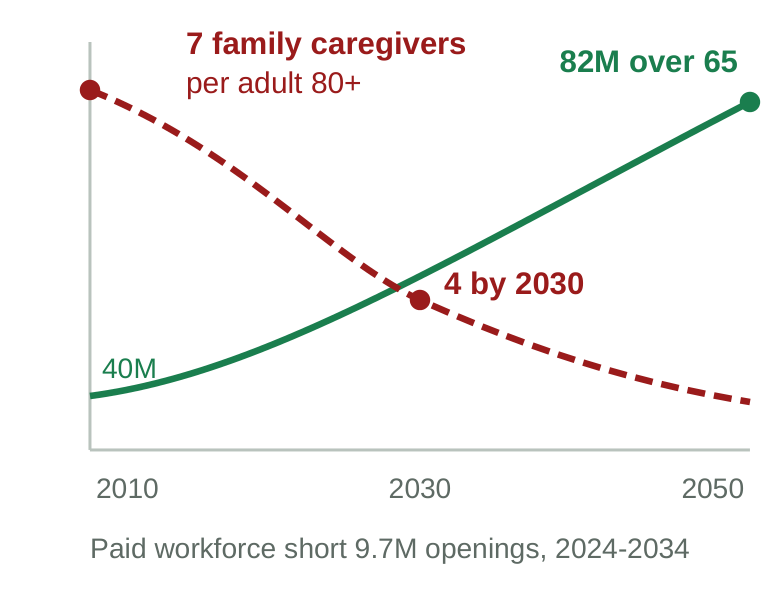 7 family caregivers
per adult 80+
82M over 65
4 by 2030
40M
2010
2030
2050
Paid workforce short 9.7M openings, 2024-2034